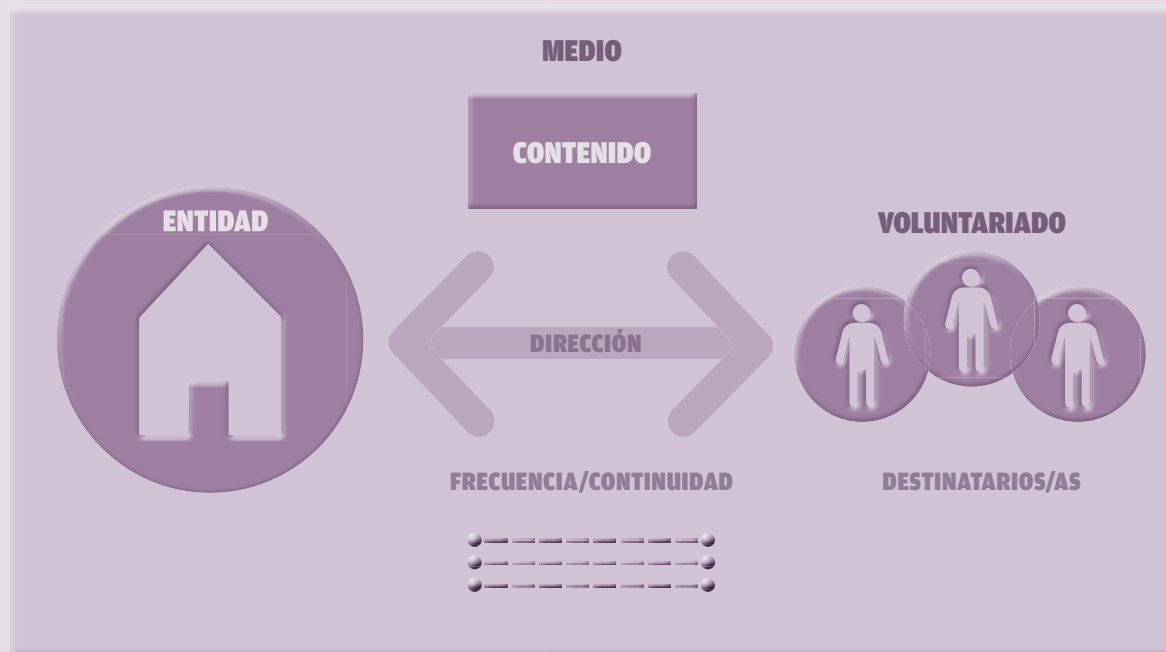 MEDIO
CONTENIDO
ENTIDAD
VOLUNTARIADO
DIRECCIÓN
FRECUENCIA/CONTINUIDAD
DESTINATARIOS/AS